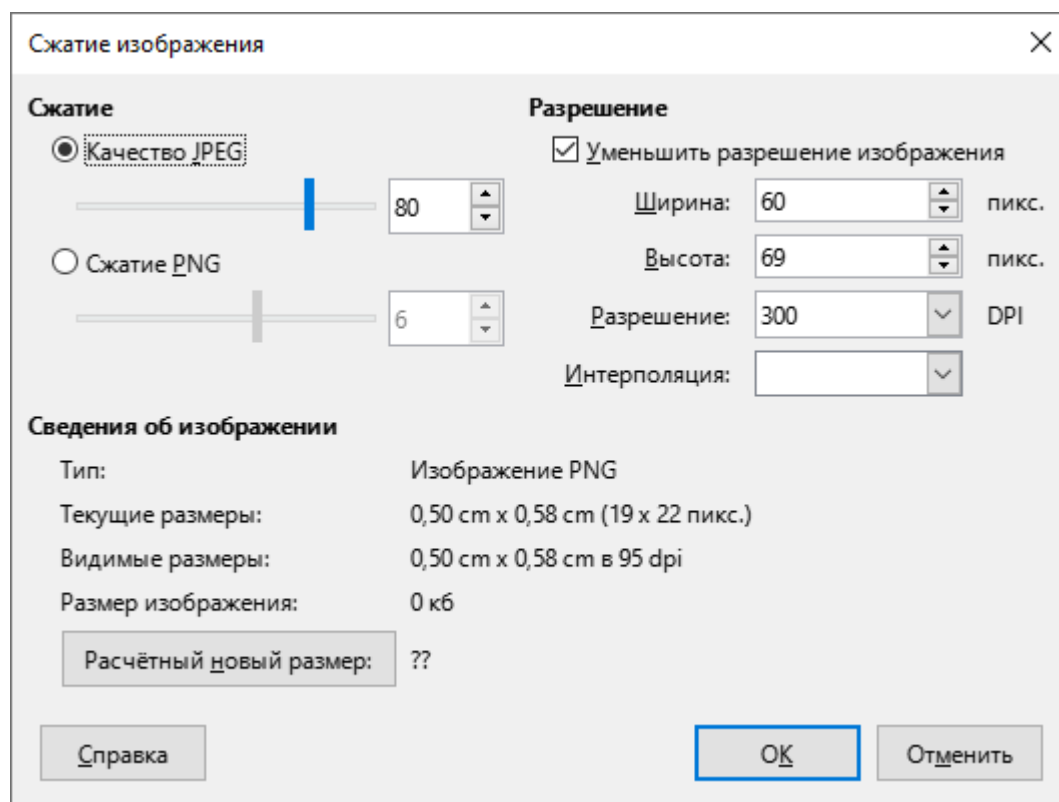 Сжатие изображения
Сжатие
Качество JPEG
80
Сжатие PNG
6
Разрешение
Уменьшить разрешение изображения
Ширина: 60 пикс.
Высота: 69 пикс.
Разрешение: 300 DPI
Интерполяция:
Сведения об изображении
Тип: Изображение PNG
Текущие размеры: 0,50 cm x 0,58 cm (19 x 22 пикс.)
Видимые размеры: 0,50 cm x 0,58 cm в 95 dpi
Размер изображения: 0 кб
Расчётный новый размер: ??
Справка
OK
Отменить